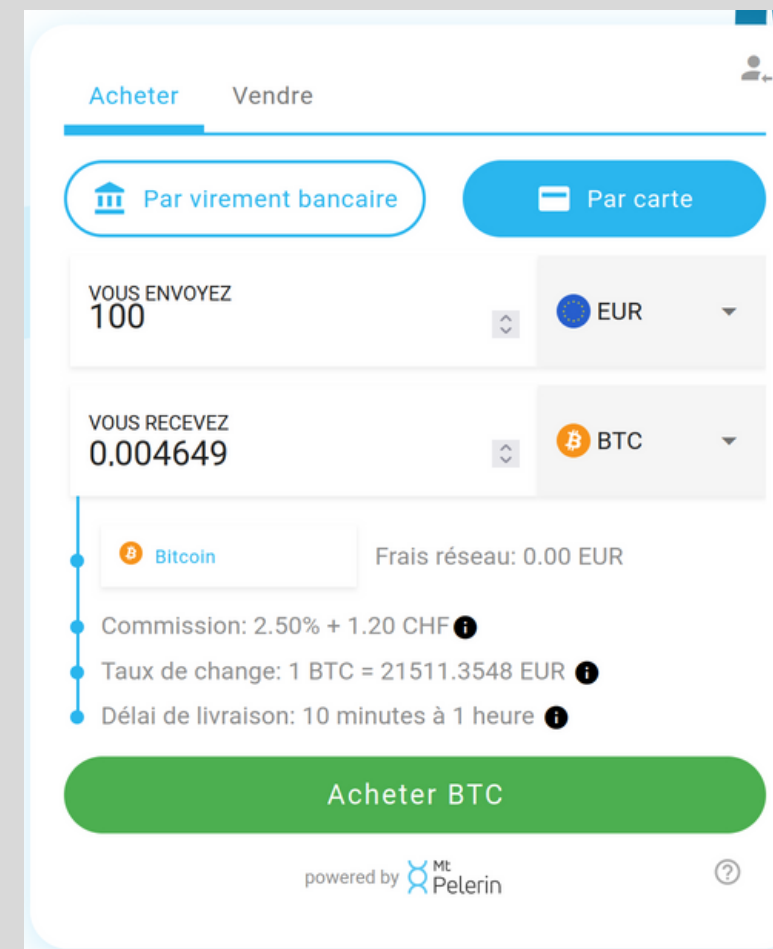 Acheter Vendre
Par virement bancaire Par carte
VOUS ENVOYEZ
100 EUR
VOUS RECEVEZ
0,004649 BTC
Bitcoin Frais réseau: 0.00 EUR
Commission: 2.50% + 1.20 CHF
Taux de change: 1 BTC = 21511.3548 EUR
Délai de livraison: 10 minutes à 1 heure
Acheter BTC
powered by Mt Pelerin